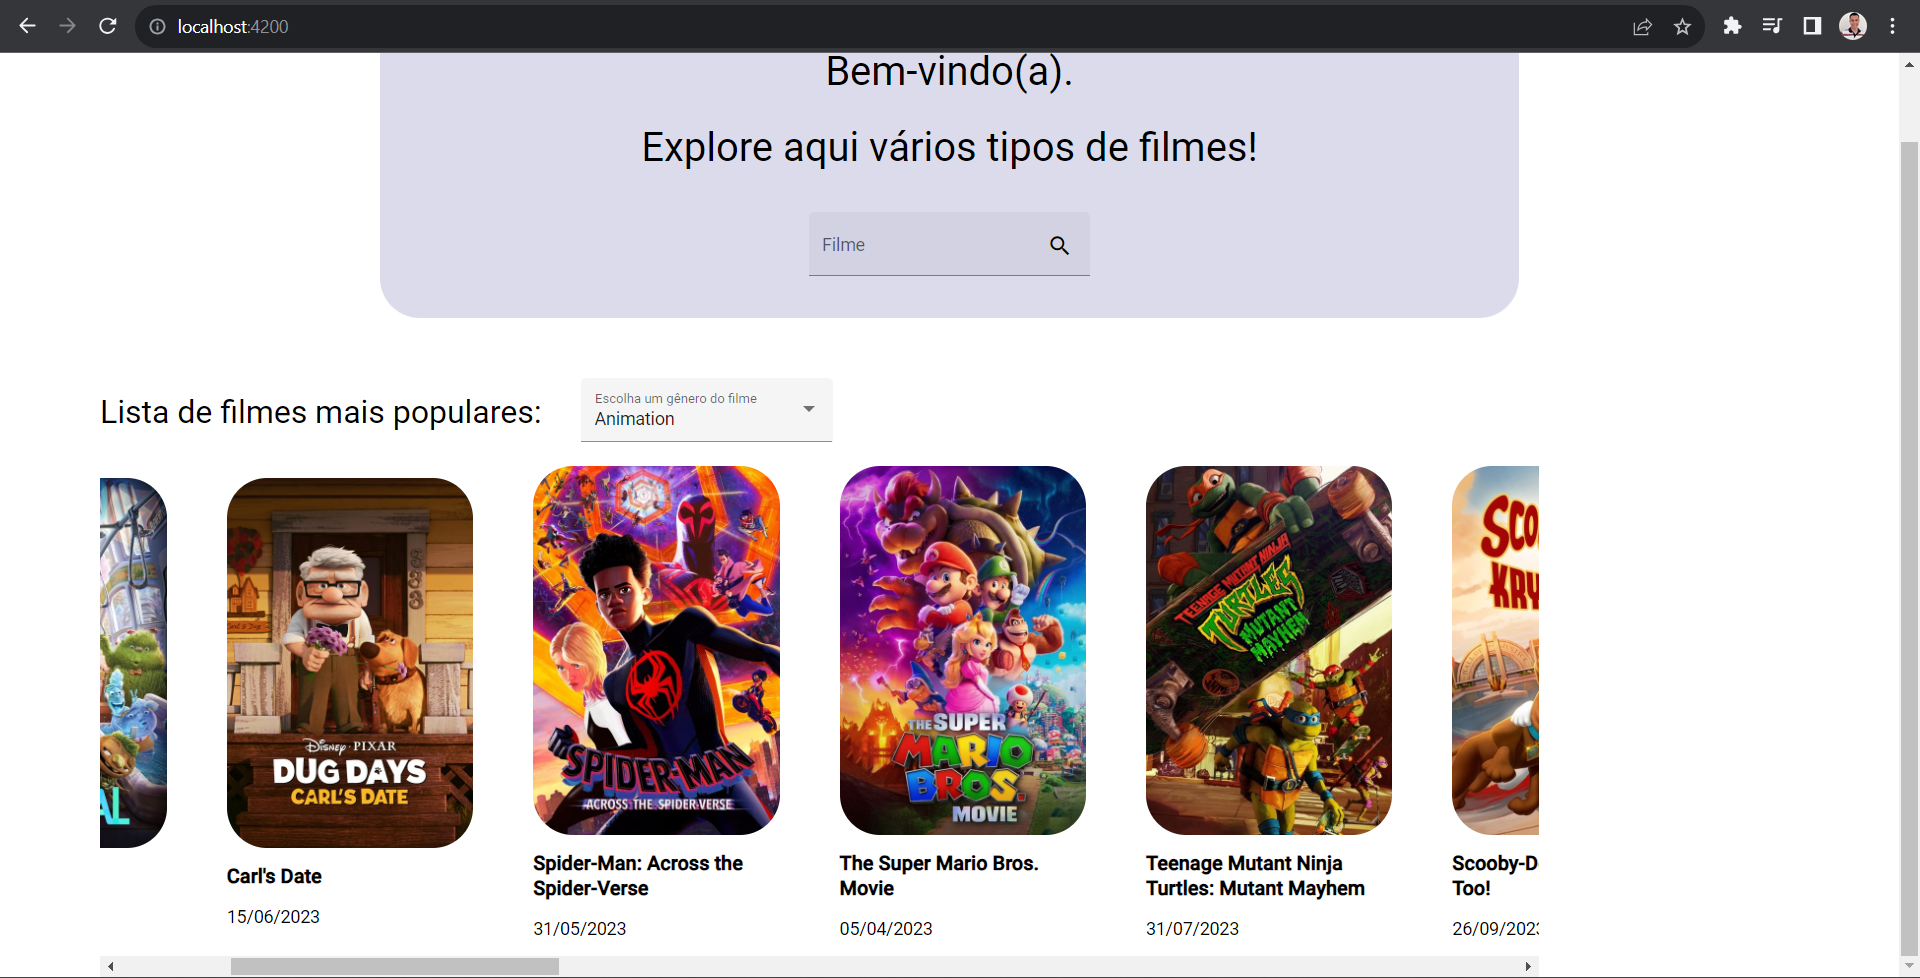 localhost:4200
Bem-vindo(a).
Explore aqui vários tipos de filmes!
Filme
Lista de filmes mais populares:
Escolha um gênero do filme
Animation
AL
Disney · PIXAR
DUG DAYS
CARL'S DATE
SPIDER-MAN
ACROSS THE SPIDER-VERSE
THE SUPER
MARIO
BROS.
MOVIE
TEENAGE MUTANT NINJA
TURTLES
MUTANT
MAYHEM
SCO
KRY
Carl's Date
15/06/2023
Spider-Man: Across the
Spider-Verse
31/05/2023
The Super Mario Bros.
Movie
05/04/2023
Teenage Mutant Ninja
Turtles: Mutant Mayhem
31/07/2023
Scooby-D
Too!
26/09/202